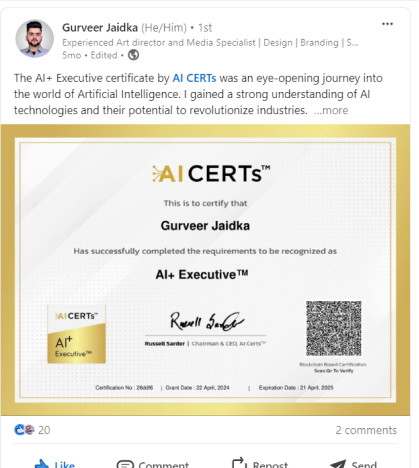 Gurveer Jaidka (He/Him) • 1st
Experienced Art director and Media Specialist | Design | Branding | S...
5mo • Edited •
The AI+ Executive certificate by AI CERTs was an eye-opening journey into
the world of Artificial Intelligence. I gained a strong understanding of AI
technologies and their potential to revolutionize industries. ...more
AI CERTs™
This is to certify that
Gurveer Jaidka
Has successfully completed the requirements to be recognized as
AI+ Executive™
AI CERTs™
AI+
Executive™
Russell Sarder | Chairman & CEO, AI Certs™
Blockchain Based Certification
Scan Qr To Verify
Certification No : 26ddf6 | Grant Date : 22 April, 2024 | Expiration Date : 21 April, 2025
20
2 comments
Like Comment Repost Send